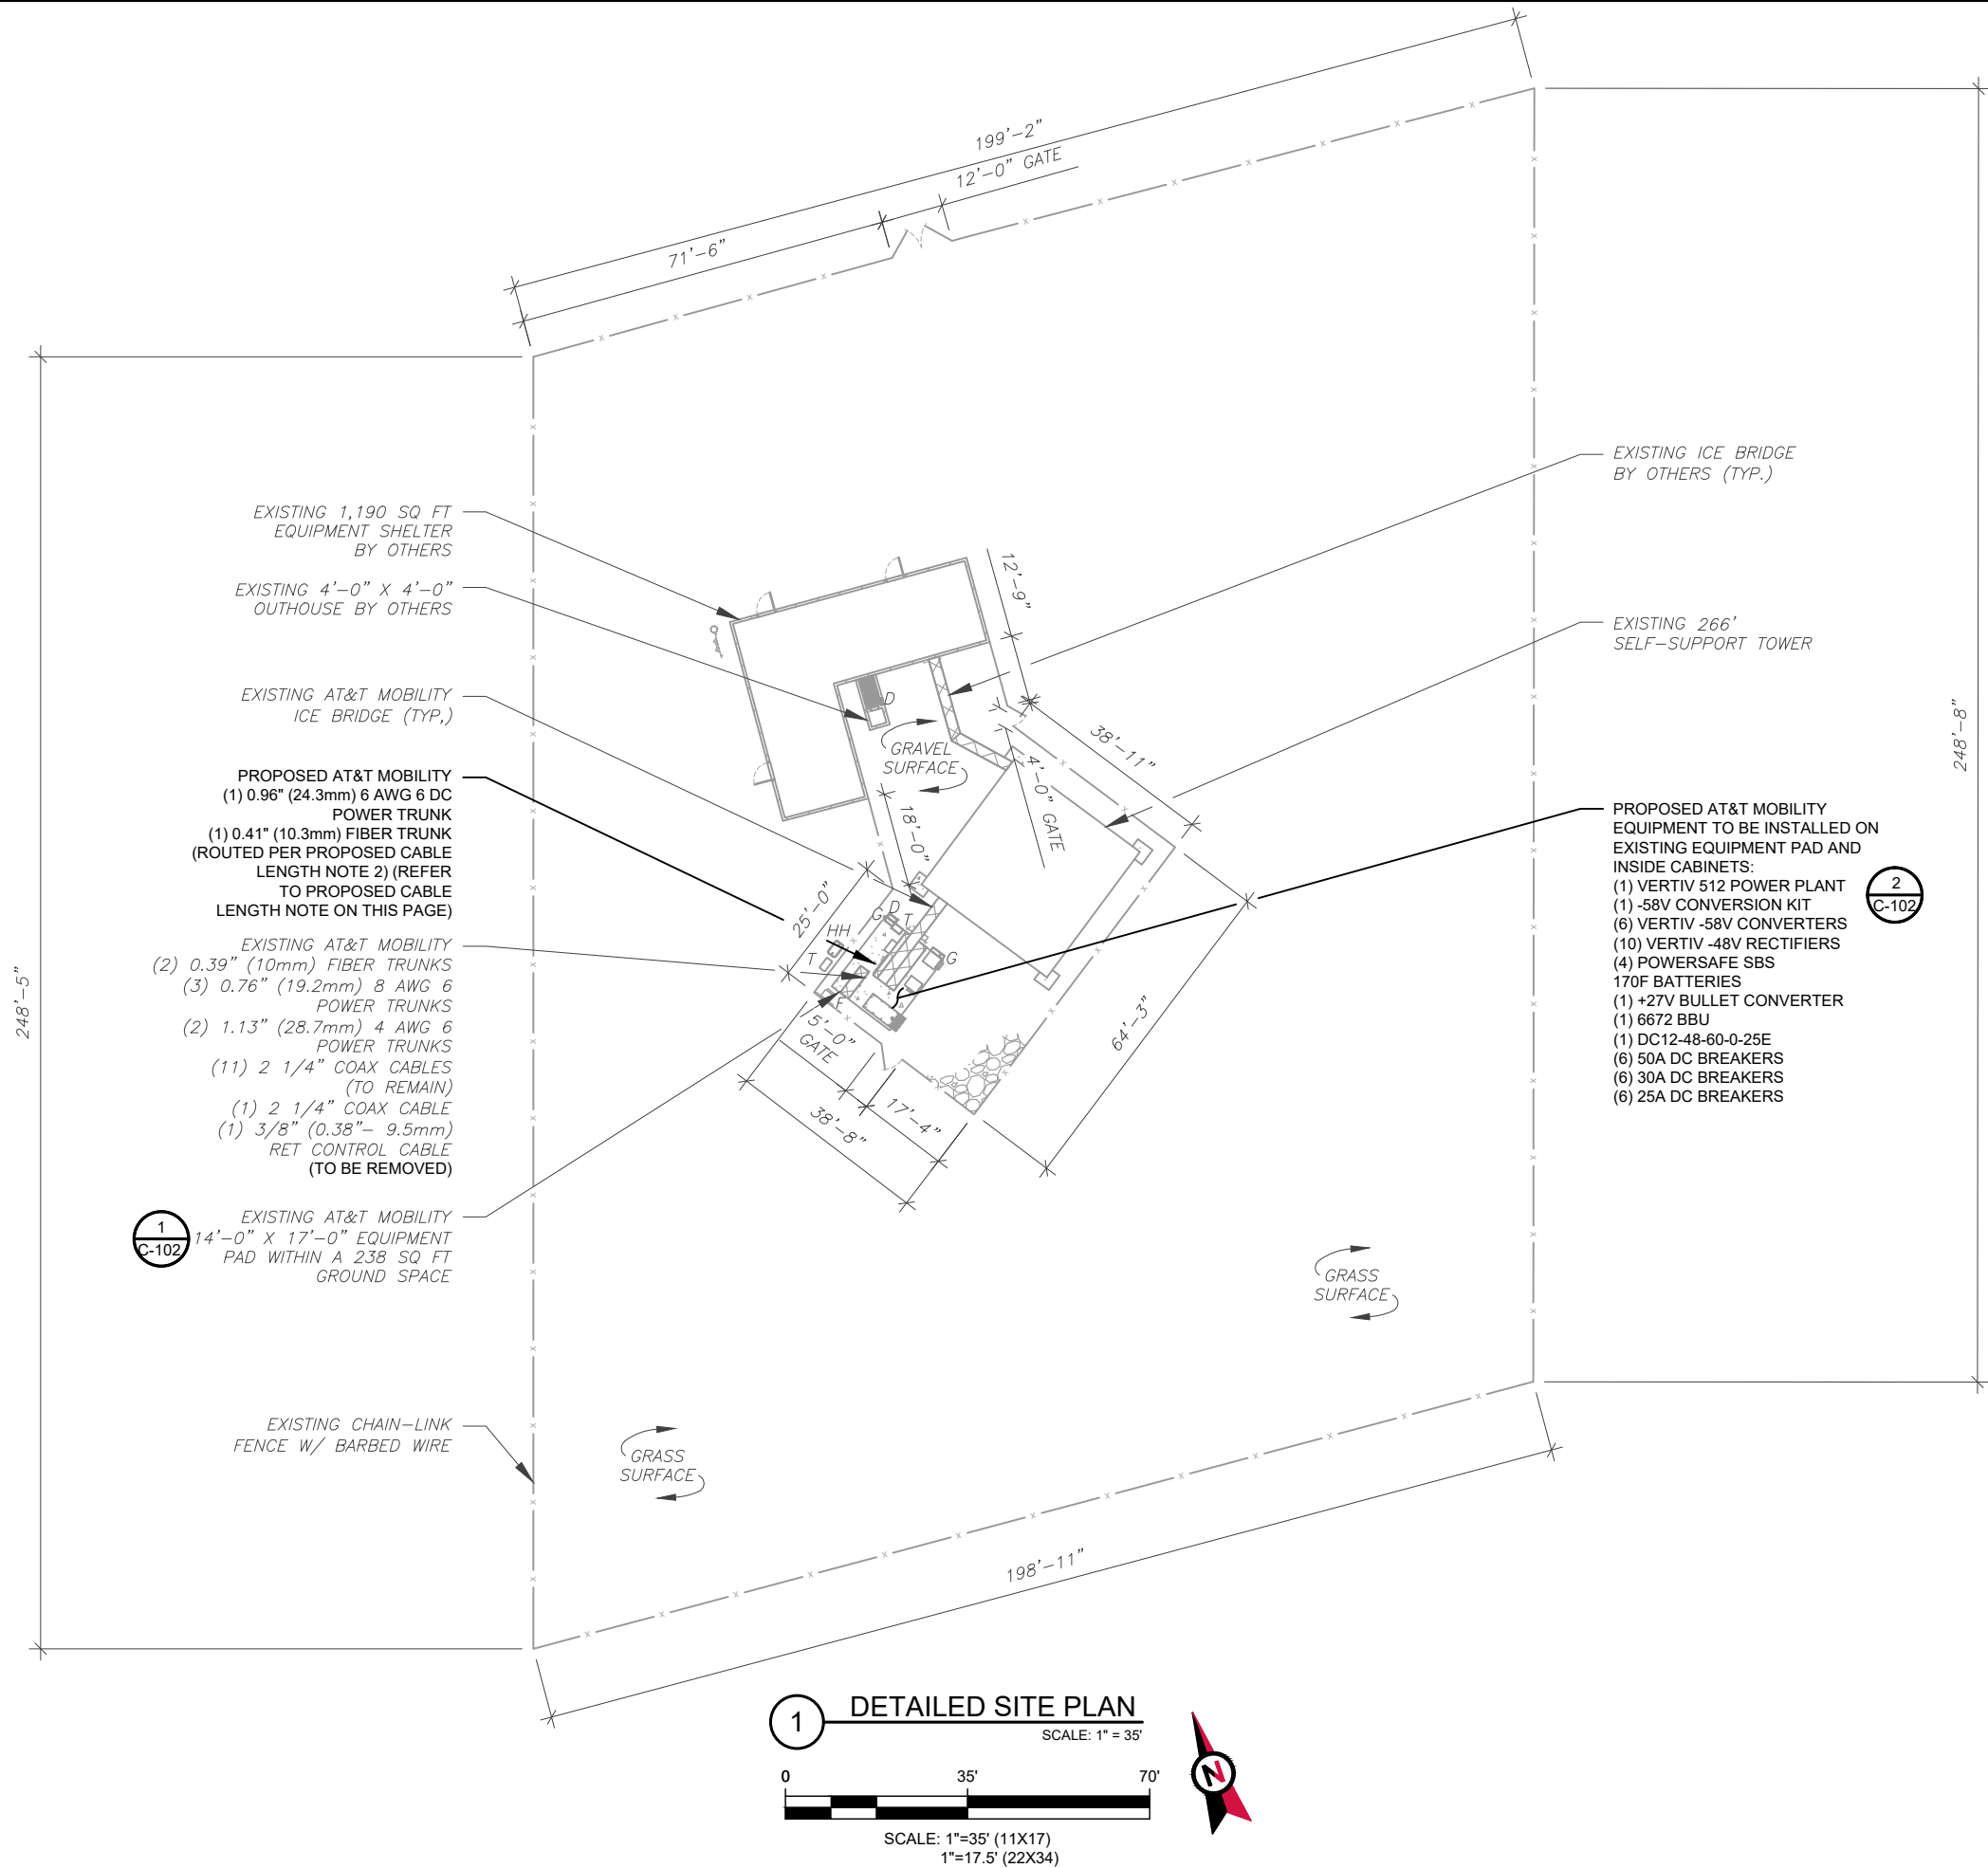 199'-2"
12'-0" GATE
71'-6"
248'-5"
248'-8"
EXISTING 1,190 SQ FT
EQUIPMENT SHELTER
BY OTHERS
EXISTING 4'-0" X 4'-0"
OUTHOUSE BY OTHERS
EXISTING AT&T MOBILITY
ICE BRIDGE (TYP,)
PROPOSED AT&T MOBILITY
(1) 0.96" (24.3mm) 6 AWG 6 DC
POWER TRUNK
(1) 0.41" (10.3mm) FIBER TRUNK
(ROUTED PER PROPOSED CABLE
LENGTH NOTE 2) (REFER
TO PROPOSED CABLE
LENGTH NOTE ON THIS PAGE)
EXISTING AT&T MOBILITY
(2) 0.39" (10mm) FIBER TRUNKS
(3) 0.76" (19.2mm) 8 AWG 6
POWER TRUNKS
(2) 1.13" (28.7mm) 4 AWG 6
POWER TRUNKS
(11) 2 1/4" COAX CABLES
(TO REMAIN)
(1) 2 1/4" COAX CABLE
(1) 3/8" (0.38"- 9.5mm)
RET CONTROL CABLE
(TO BE REMOVED)
1
C-102
EXISTING AT&T MOBILITY
14'-0" X 17'-0" EQUIPMENT
PAD WITHIN A 238 SQ FT
GROUND SPACE
EXISTING CHAIN-LINK
FENCE W/ BARBED WIRE
12'-9"
D
GRAVEL
SURFACE
38'-11"
4'-0" GATE
18'-0"
25'-0"
G
D
T
HH
T
G
F
5'-0"
GATE
38'-8"
17'-4"
64'-3"
EXISTING ICE BRIDGE
BY OTHERS (TYP.)
EXISTING 266'
SELF-SUPPORT TOWER
PROPOSED AT&T MOBILITY
EQUIPMENT TO BE INSTALLED ON
EXISTING EQUIPMENT PAD AND
INSIDE CABINETS:
(1) VERTIV 512 POWER PLANT
(1) -58V CONVERSION KIT
(6) VERTIV -58V CONVERTERS
(10) VERTIV -48V RECTIFIERS
(4) POWERSAFE SBS
170F BATTERIES
(1) +27V BULLET CONVERTER
(1) 6672 BBU
(1) DC12-48-60-0-25E
(6) 50A DC BREAKERS
(6) 30A DC BREAKERS
(6) 25A DC BREAKERS
2
C-102
GRASS
SURFACE
GRASS
SURFACE
198'-11"
1
DETAILED SITE PLAN
SCALE: 1" = 35'
0 35' 70'
SCALE: 1"=35' (11X17)
1"=17.5' (22X34)
N